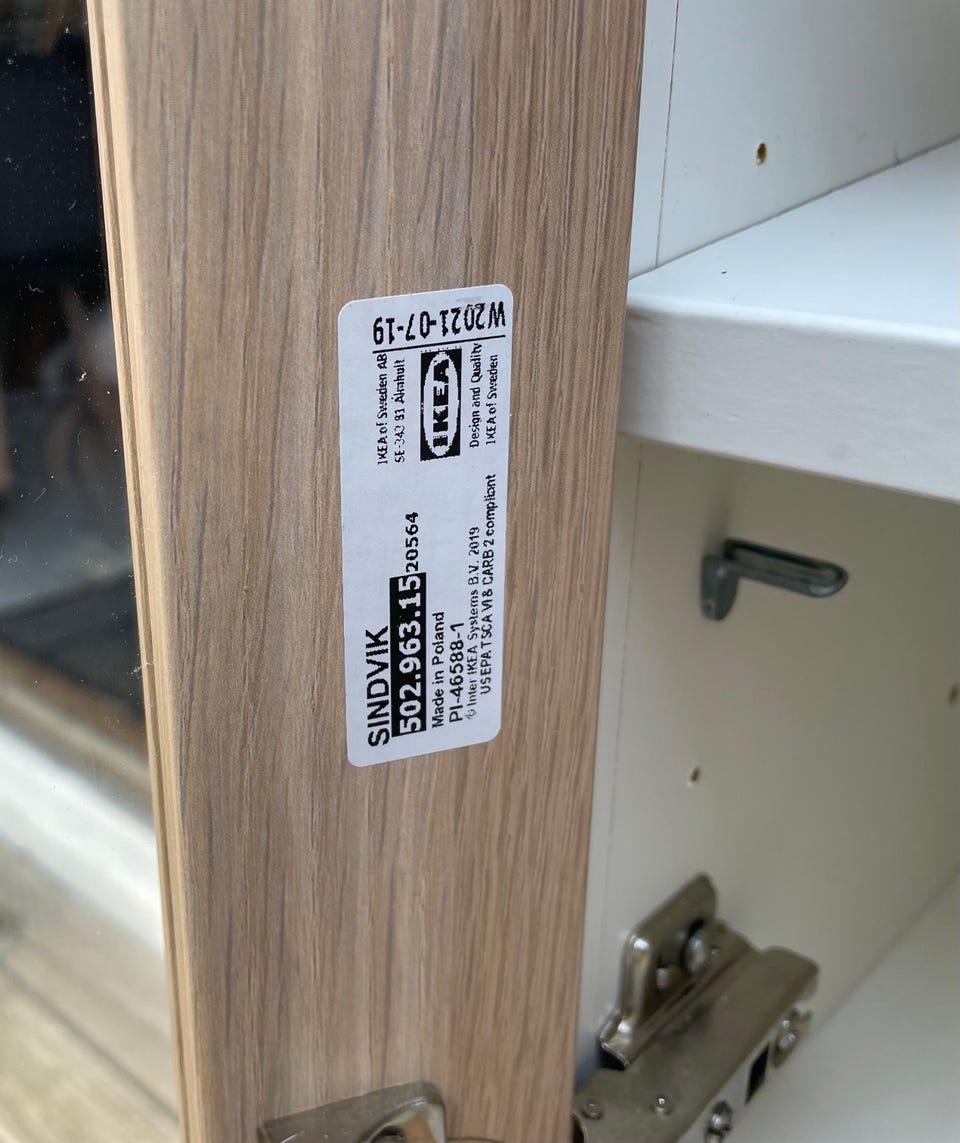 SINDVIK
502.963.15 20564
Made in Poland
PI-46588-1
© Inter IKEA Systems B.V. 2019
US EPA TSCA VI & CARB 2 compliant
IKEA of Sweden AB
SE-343 81 Älmhult
IKEA
Design and Quality
IKEA of Sweden
W2021-07-19